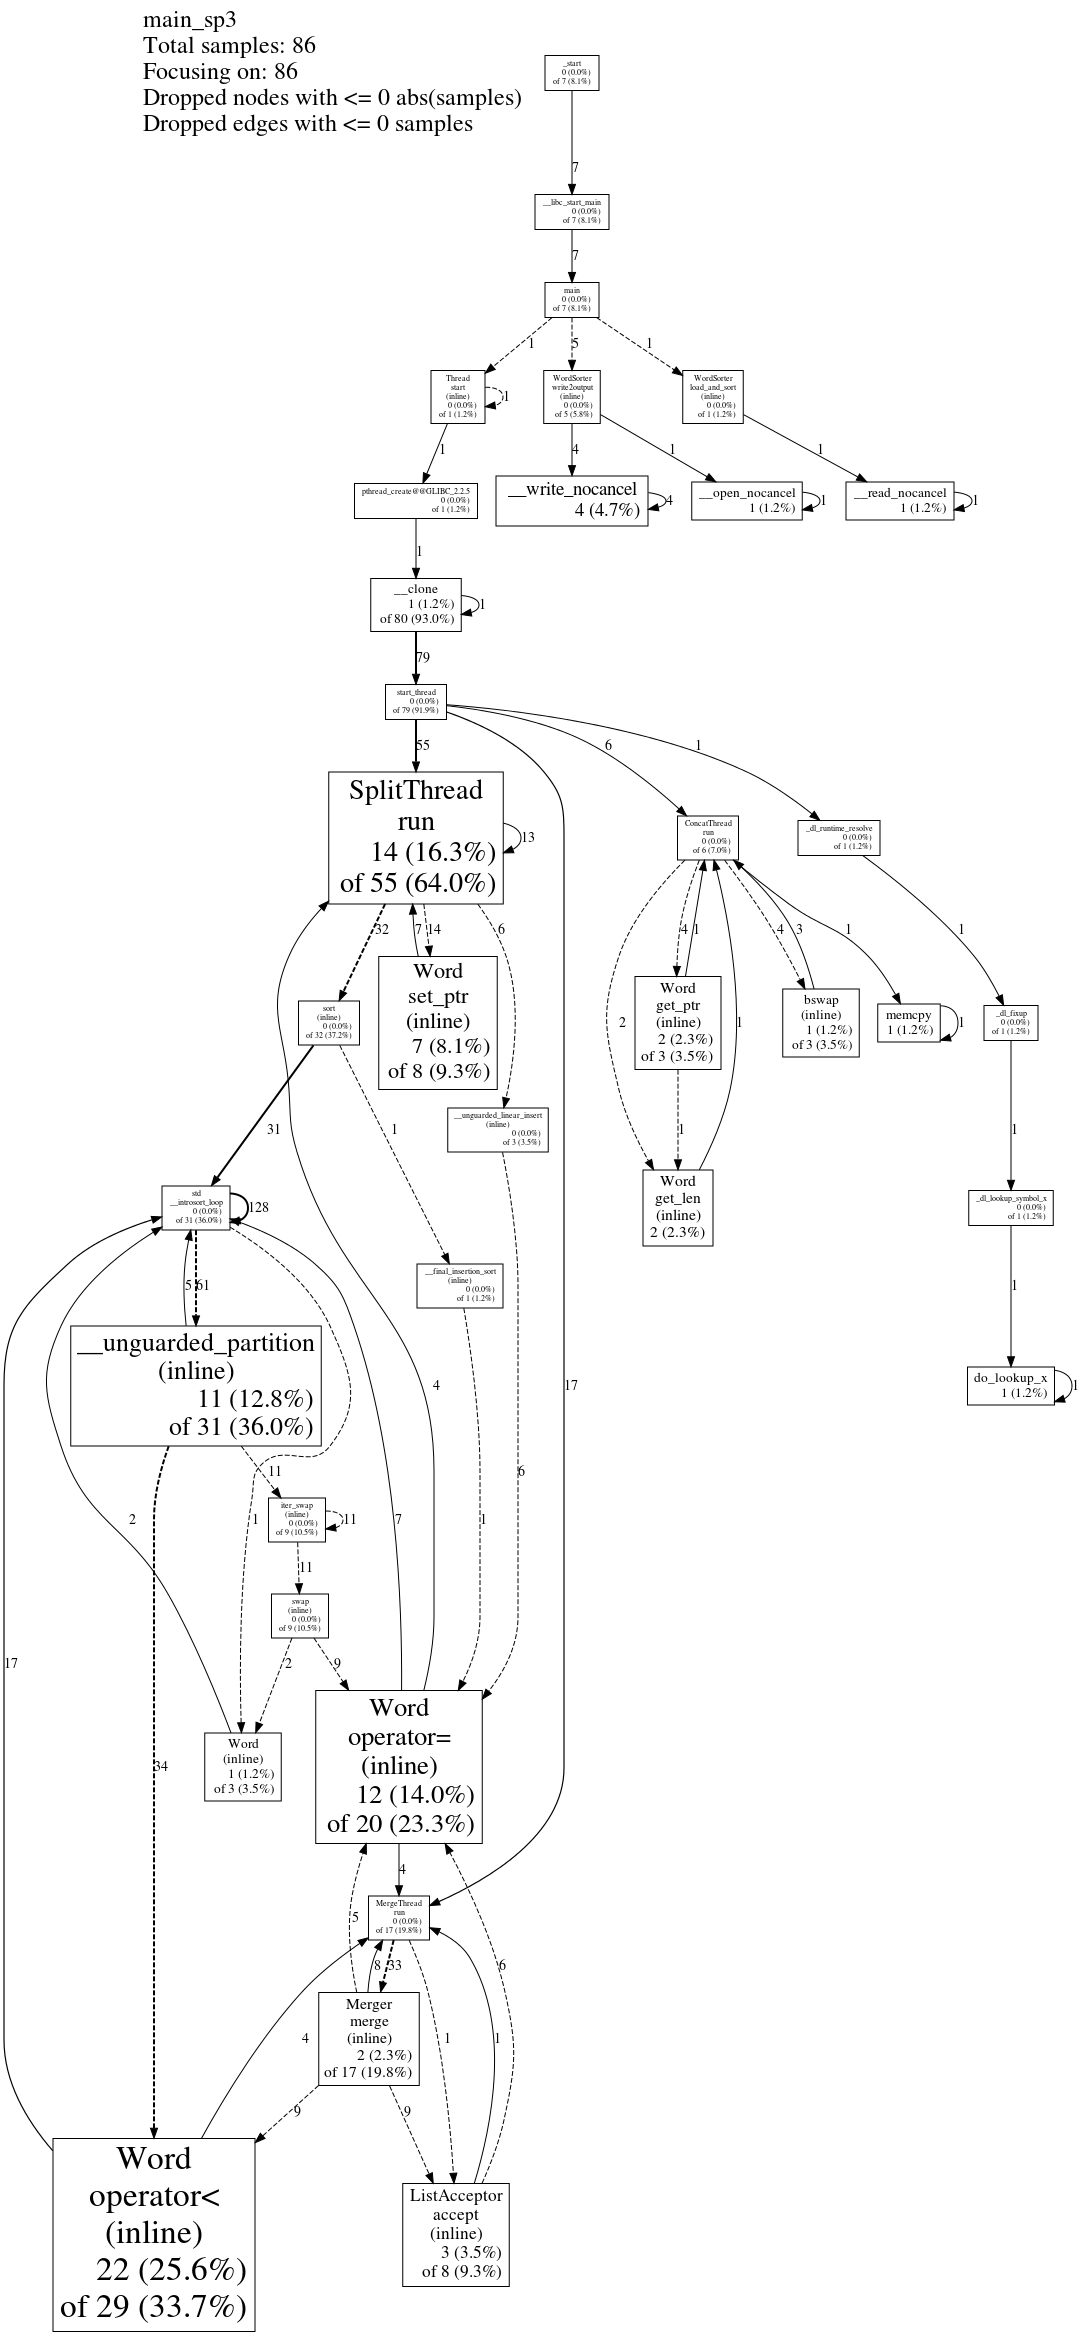 main_sp3
Total samples: 86
Focusing on: 86
Dropped nodes with <= 0 abs(samples)
Dropped edges with <= 0 samples
_start
0 (0.0%)
of 7 (8.1%)
7
__libc_start_main
0 (0.0%)
of 7 (8.1%)
7
main
0 (0.0%)
of 7 (8.1%)
1
5
1
Thread
start
(inline)
0 (0.0%)
of 1 (1.2%)
1
WordSorter
write2output
(inline)
0 (0.0%)
of 5 (5.8%)
WordSorter
load_and_sort
(inline)
0 (0.0%)
of 1 (1.2%)
1
4
1
1
pthread_create@@GLIBC_2.2.5
0 (0.0%)
of 1 (1.2%)
__write_nocancel
4 (4.7%)
4
__open_nocancel
1 (1.2%)
1
__read_nocancel
1 (1.2%)
1
1
__clone
1 (1.2%)
of 80 (93.0%)
1
79
start_thread
0 (0.0%)
of 79 (91.9%)
55
6
1
SplitThread
run
14 (16.3%)
of 55 (64.0%)
13
ConcatThread
run
0 (0.0%)
of 6 (7.0%)
_dl_runtime_resolve
0 (0.0%)
of 1 (1.2%)
32
7
14
6
4
1
4
3
1
1
Word
set_ptr
(inline)
7 (8.1%)
of 8 (9.3%)
sort
(inline)
0 (0.0%)
of 32 (37.2%)
2
Word
get_ptr
(inline)
2 (2.3%)
of 3 (3.5%)
1
bswap
(inline)
1 (1.2%)
of 3 (3.5%)
memcpy
1 (1.2%)
1
_dl_fixup
0 (0.0%)
of 1 (1.2%)
31
1
__unguarded_linear_insert
(inline)
0 (0.0%)
of 3 (3.5%)
1
1
std
__introsort_loop
0 (0.0%)
of 31 (36.0%)
128
Word
get_len
(inline)
2 (2.3%)
_dl_lookup_symbol_x
0 (0.0%)
of 1 (1.2%)
5
61
__final_insertion_sort
(inline)
0 (0.0%)
of 1 (1.2%)
1
__unguarded_partition
(inline)
11 (12.8%)
of 31 (36.0%)
4
17
do_lookup_x
1 (1.2%)
1
11
6
2
1
iter_swap
(inline)
0 (0.0%)
of 9 (10.5%)
11
7
1
11
swap
(inline)
0 (0.0%)
of 9 (10.5%)
17
2
9
Word
operator=
(inline)
12 (14.0%)
of 20 (23.3%)
Word
(inline)
1 (1.2%)
of 3 (3.5%)
34
4
MergeThread
run
0 (0.0%)
of 17 (19.8%)
5
8
33
6
Merger
merge
(inline)
2 (2.3%)
of 17 (19.8%)
4
1
1
9
9
Word
operator<
(inline)
22 (25.6%)
of 29 (33.7%)
ListAcceptor
accept
(inline)
3 (3.5%)
of 8 (9.3%)